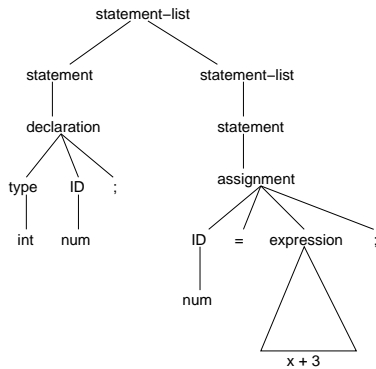 statement-list
statement statement-list
declaration statement
type ID ; assignment
int num ID = expression ;
num
x + 3